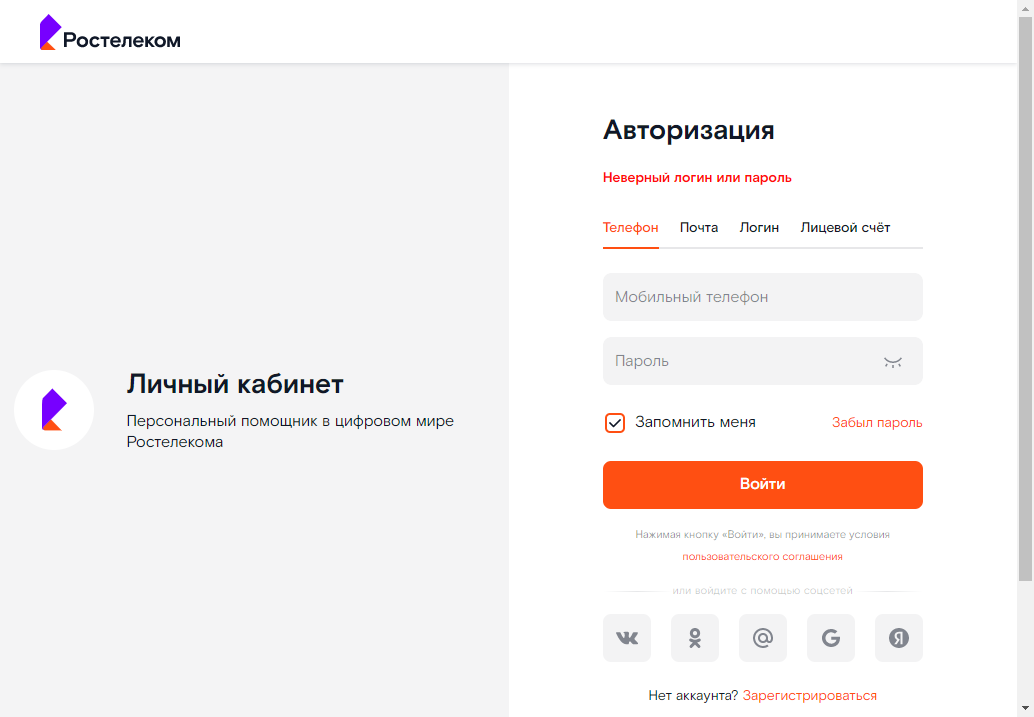 Ростелеком
Авторизация
Неверный логин или пароль
Телефон Почта Логин Лицевой счёт
Мобильный телефон
Пароль
Личный кабинет
Персональный помощник в цифровом мире
Ростелекома
Запомнить меня Забыл пароль
Войти
Нажимая кнопку «Войти», вы принимаете условия
пользовательского соглашения
или войдите с помощью соцсетей
Нет аккаунта? Зарегистрироваться